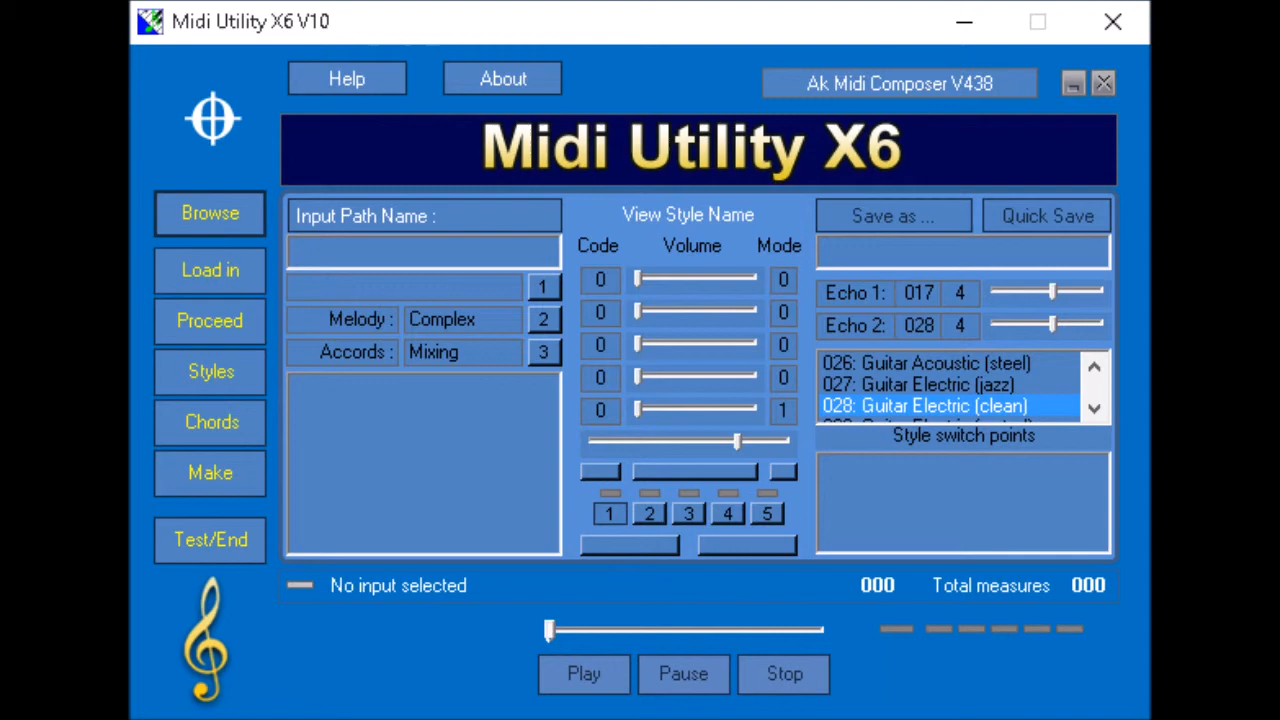 Midi Utility X6 V10
Help
About
Ak Midi Composer V438
Midi Utility X6
Browse
Load in
Proceed
Styles
Chords
Make
Test/End
Input Path Name :
1
Melody : Complex 2
Accords : Mixing 3
View Style Name
Code Volume Mode
0 0
0 0
0 0
0 0
0 1
1 2 3 4 5
Save as ...
Quick Save
Echo 1: 017 4
Echo 2: 028 4
026: Guitar Acoustic (steel)
027: Guitar Electric (jazz)
028: Guitar Electric (clean)
Style switch points
No input selected
000 Total measures 000
Play
Pause
Stop